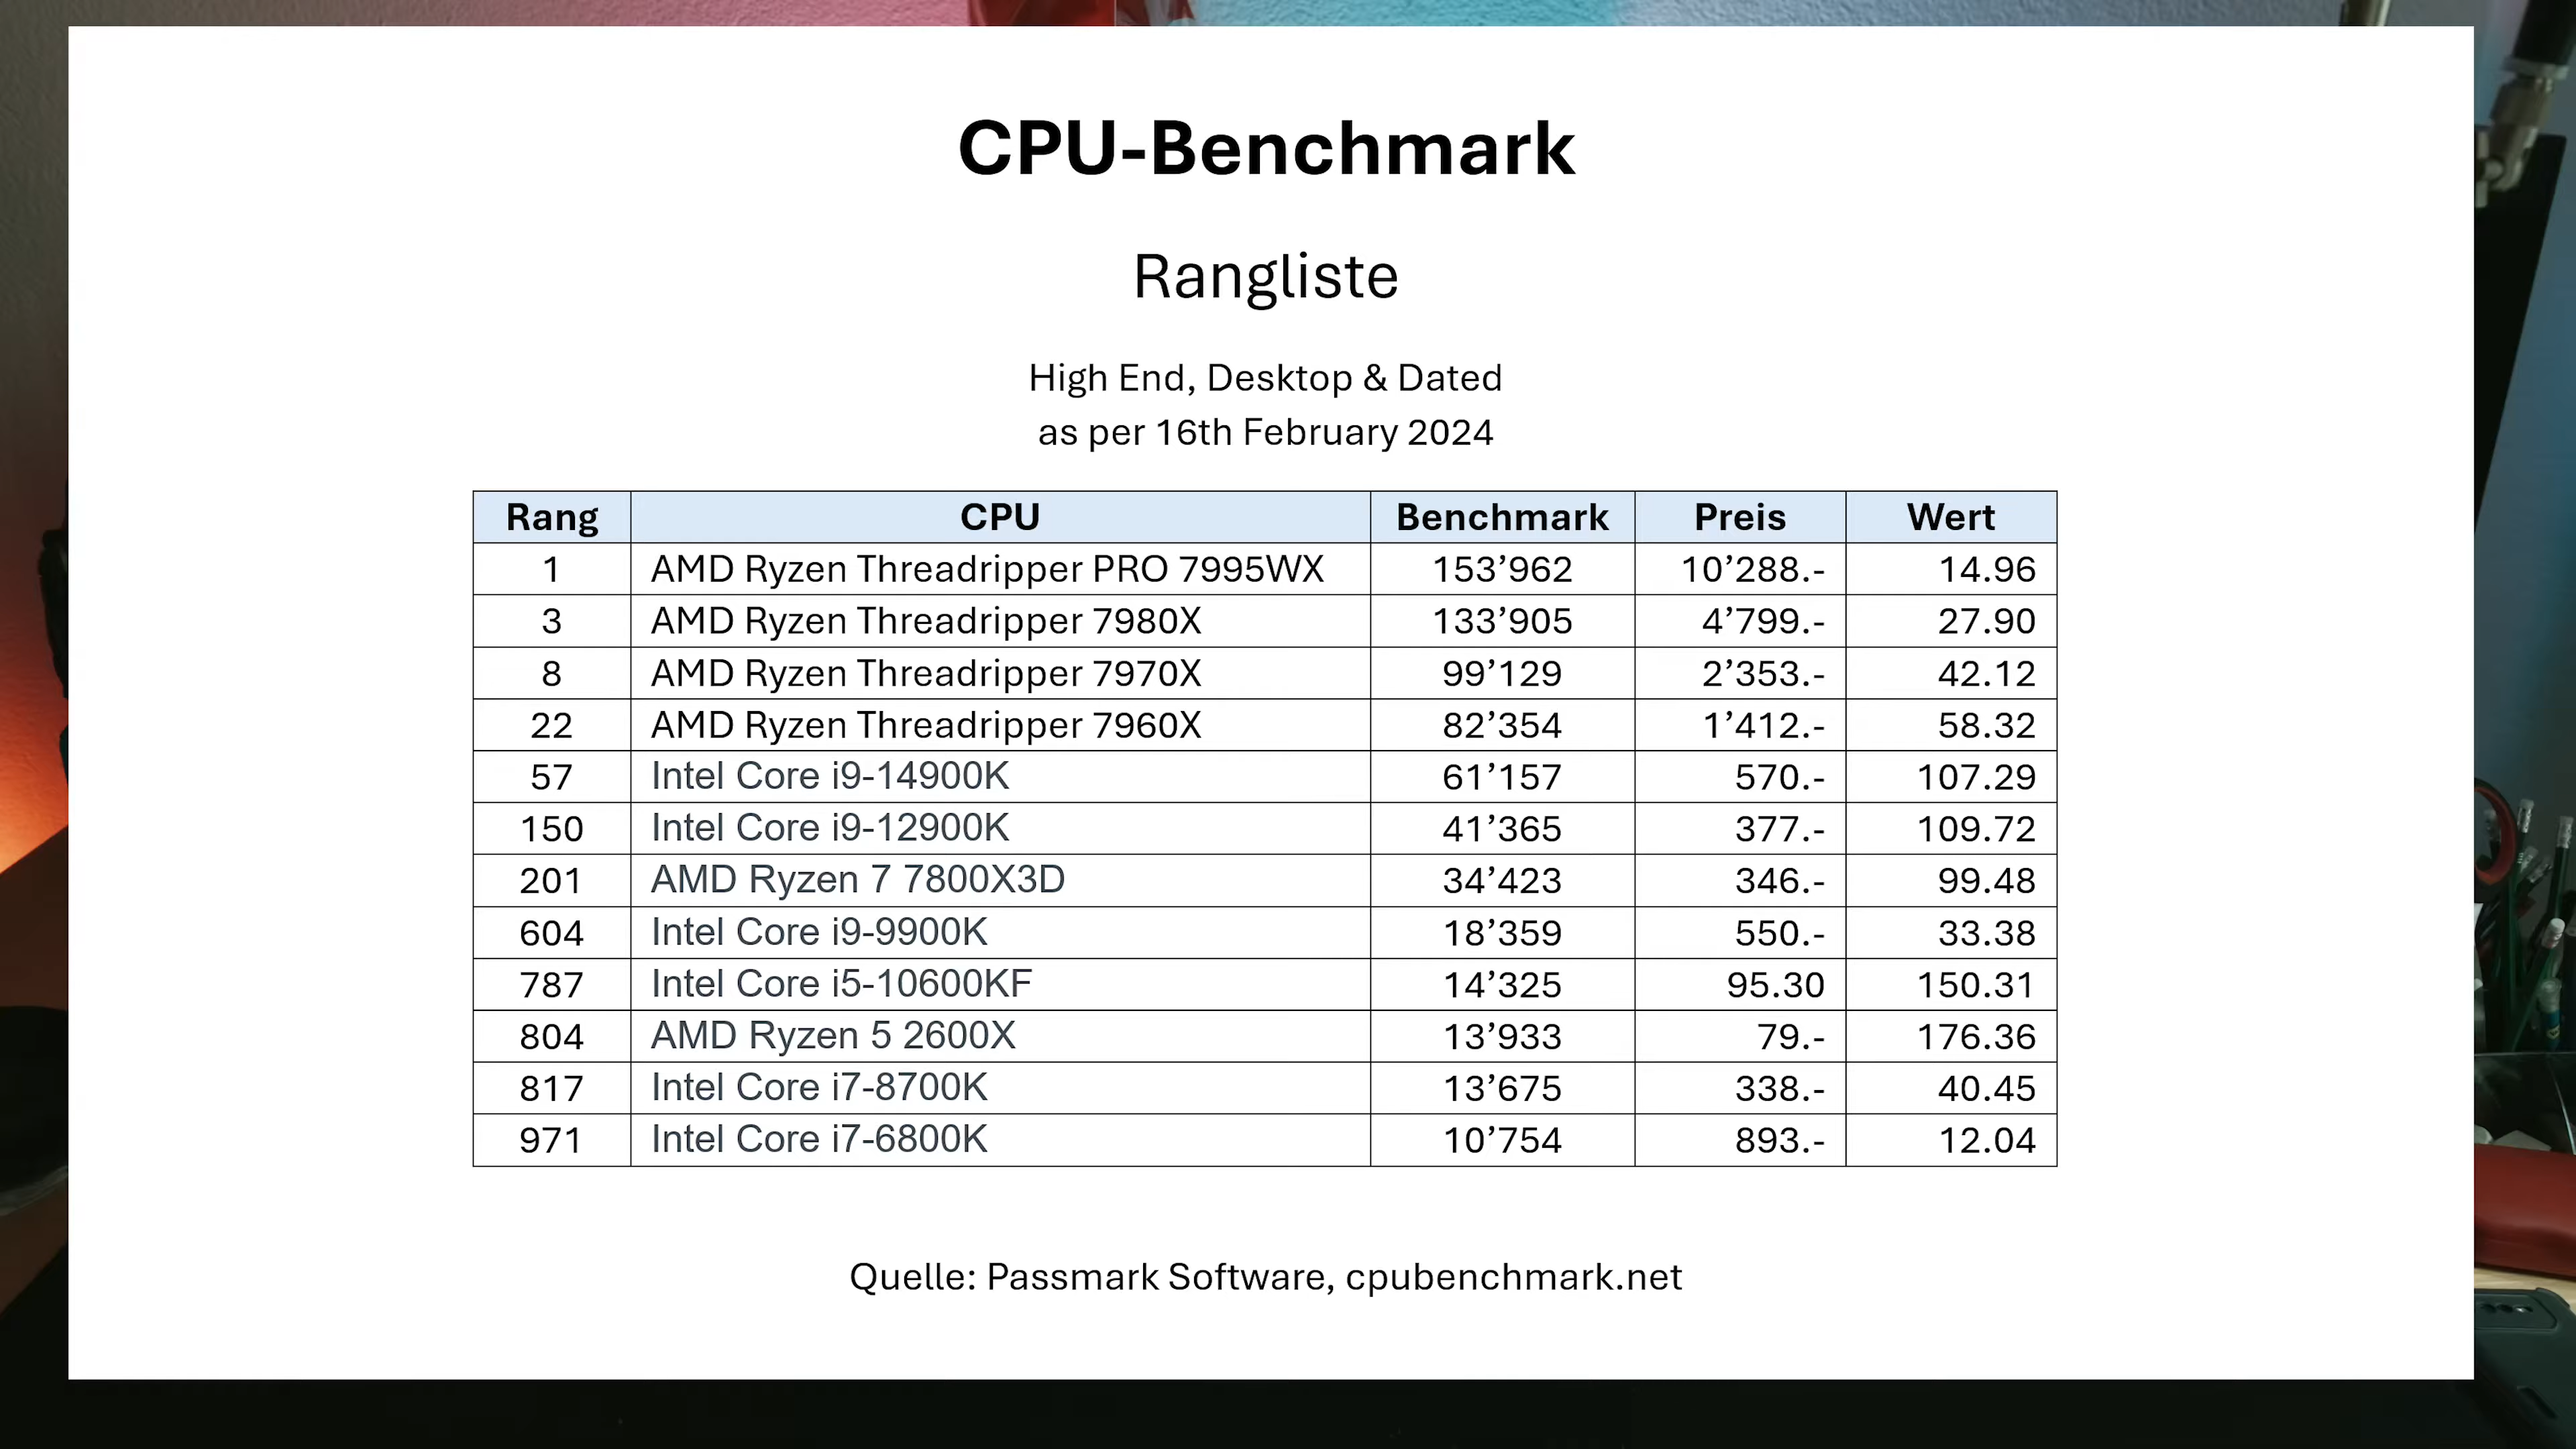 CPU-Benchmark
Rangliste
High End, Desktop & Dated
as per 16th February 2024
Rang CPU Benchmark Preis Wert
1 AMD Ryzen Threadripper PRO 7995WX 153’962 10’288.- 14.96
3 AMD Ryzen Threadripper 7980X 133’905 4’799.- 27.90
8 AMD Ryzen Threadripper 7970X 99’129 2’353.- 42.12
22 AMD Ryzen Threadripper 7960X 82’354 1’412.- 58.32
57 Intel Core i9-14900K 61’157 570.- 107.29
150 Intel Core i9-12900K 41’365 377.- 109.72
201 AMD Ryzen 7 7800X3D 34’423 346.- 99.48
604 Intel Core i9-9900K 18’359 550.- 33.38
787 Intel Core i5-10600KF 14’325 95.30 150.31
804 AMD Ryzen 5 2600X 13’933 79.- 176.36
817 Intel Core i7-8700K 13’675 338.- 40.45
971 Intel Core i7-6800K 10’754 893.- 12.04
Quelle: Passmark Software, cpubenchmark.net